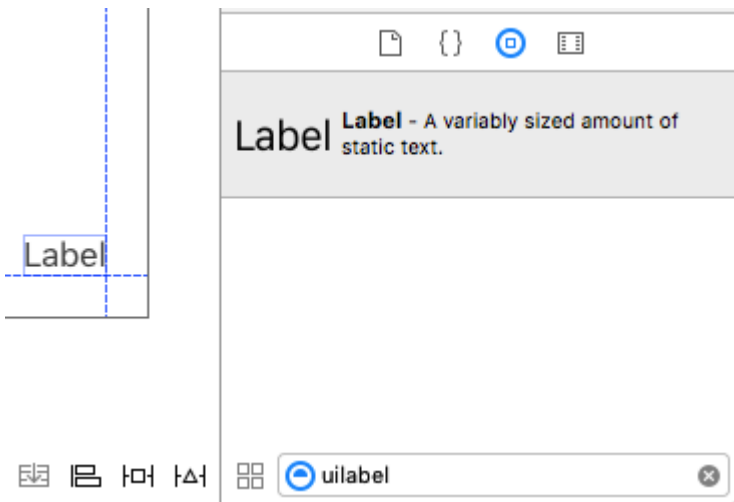 Label
Label - A variably sized amount of
static text.
Label
uilabel